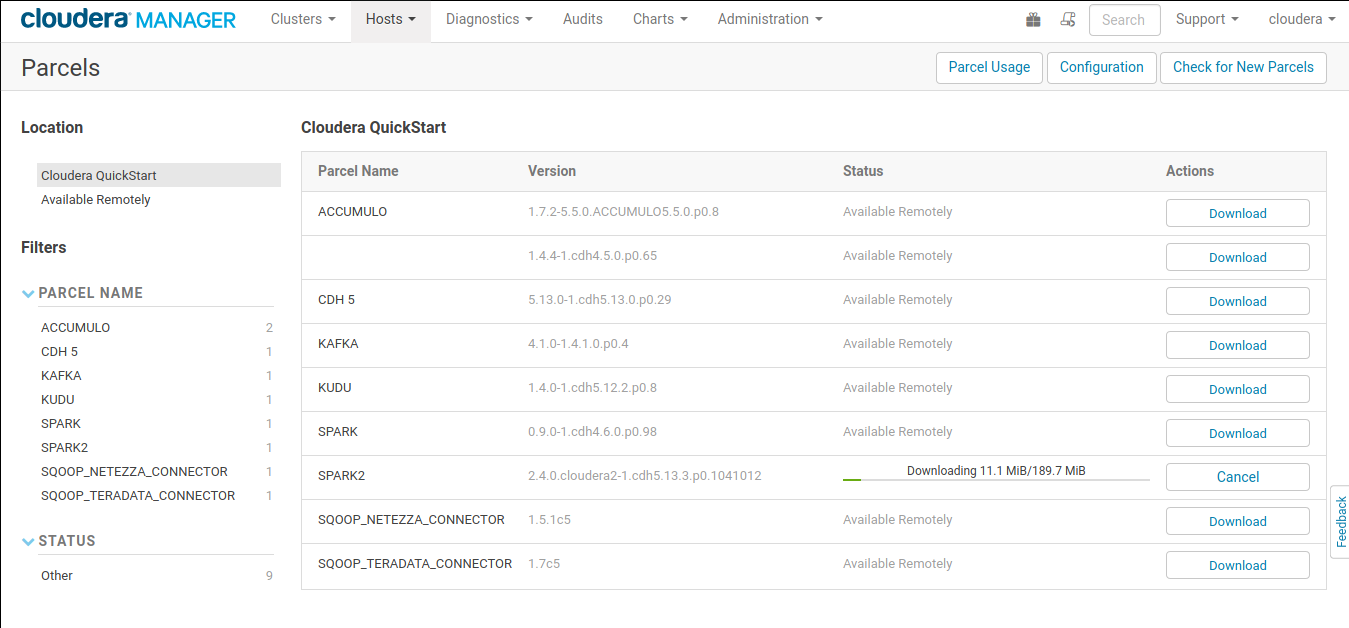 cloudera MANAGER Clusters Hosts Diagnostics Audits Charts Administration Search Support cloudera
Parcels Parcel Usage Configuration Check for New Parcels
Location
Cloudera QuickStart
Available Remotely
Filters
PARCEL NAME
ACCUMULO 2
CDH 5 1
KAFKA 1
KUDU 1
SPARK 1
SPARK2 1
SQOOP_NETEZZA_CONNECTOR 1
SQOOP_TERADATA_CONNECTOR 1
STATUS
Other 9
Cloudera QuickStart
Parcel Name Version Status Actions
ACCUMULO 1.7.2-5.5.0.ACCUMULO5.5.0.p0.8 Available Remotely Download
1.4.4-1.cdh4.5.0.p0.65 Available Remotely Download
CDH 5 5.13.0-1.cdh5.13.0.p0.29 Available Remotely Download
KAFKA 4.1.0-1.4.1.0.p0.4 Available Remotely Download
KUDU 1.4.0-1.cdh5.12.2.p0.8 Available Remotely Download
SPARK 0.9.0-1.cdh4.6.0.p0.98 Available Remotely Download
SPARK2 2.4.0.cloudera2-1.cdh5.13.3.p0.1041012 Downloading 11.1 MiB/189.7 MiB Cancel
SQOOP_NETEZZA_CONNECTOR 1.5.1c5 Available Remotely Download
SQOOP_TERADATA_CONNECTOR 1.7c5 Available Remotely Download
Feedback